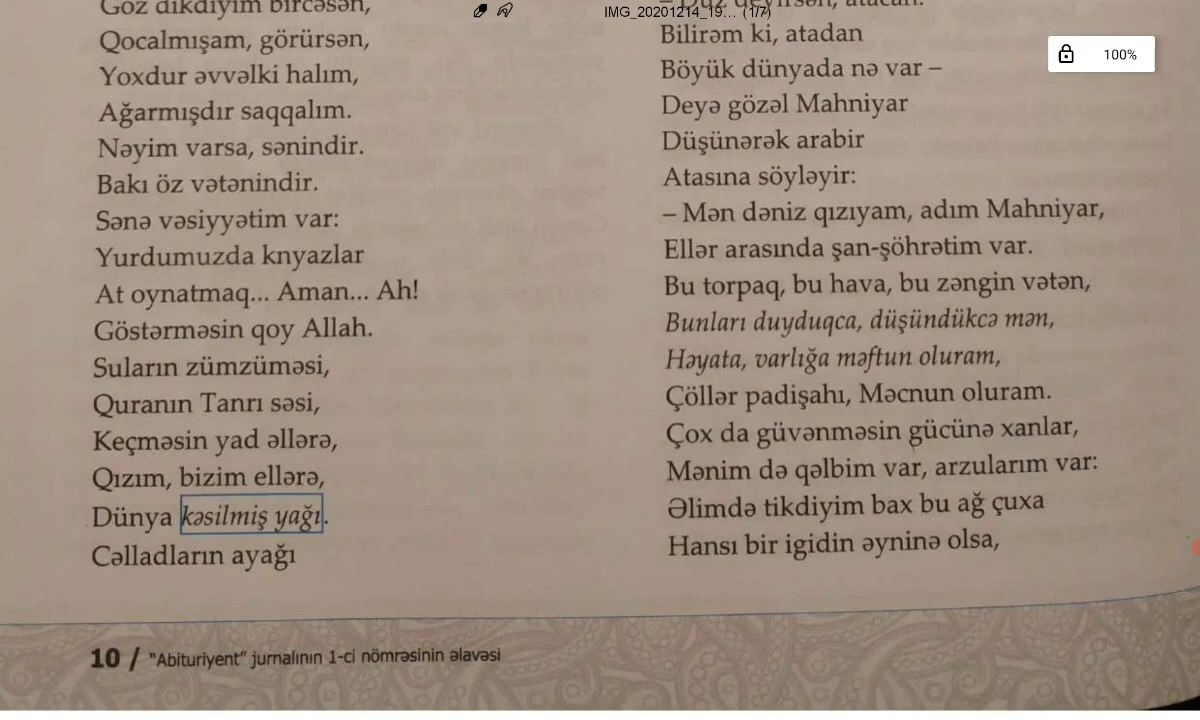 IMG_20201214_19... (1/7)
100%
Göz dikdiyim bircəsən,
Qocalmışam, görürsən,
Yoxdur əvvəlki halım,
Ağarmışdır saqqalım.
Nəyim varsa, sənindir.
Bakı öz vətənindir.
Sənə vəsiyyətim var:
Yurdumuzda knyazlar
At oynatmaq... Aman... Ah!
Göstərməsin qoy Allah.
Suların zümzüməsi,
Quranın Tanrı səsi,
Keçməsin yad əllərə,
Qızım, bizim ellərə,
Dünya kəsilmiş yağı.
Cəlladların ayağı
– Düz deyirsən, atacan.
Bilirəm ki, atadan
Böyük dünyada nə var –
Deyə gözəl Mahniyar
Düşünərək arabir
Atasına söyləyir:
– Mən dəniz qızıyam, adım Mahniyar,
Ellər arasında şan-şöhrətim var.
Bu torpaq, bu hava, bu zəngin vətən,
Bunları duyduqca, düşündükcə mən,
Həyata, varlığa məftun oluram,
Çöllər padişahı, Məcnun oluram.
Çox da güvənməsin gücünə xanlar,
Mənim də qəlbim var, arzularım var:
Əlimdə tikdiyim bax bu ağ çuxa
Hansı bir igidin əyninə olsa,
10 / "Abituriyent" jurnalının 1-ci nömrəsinin əlavəsi